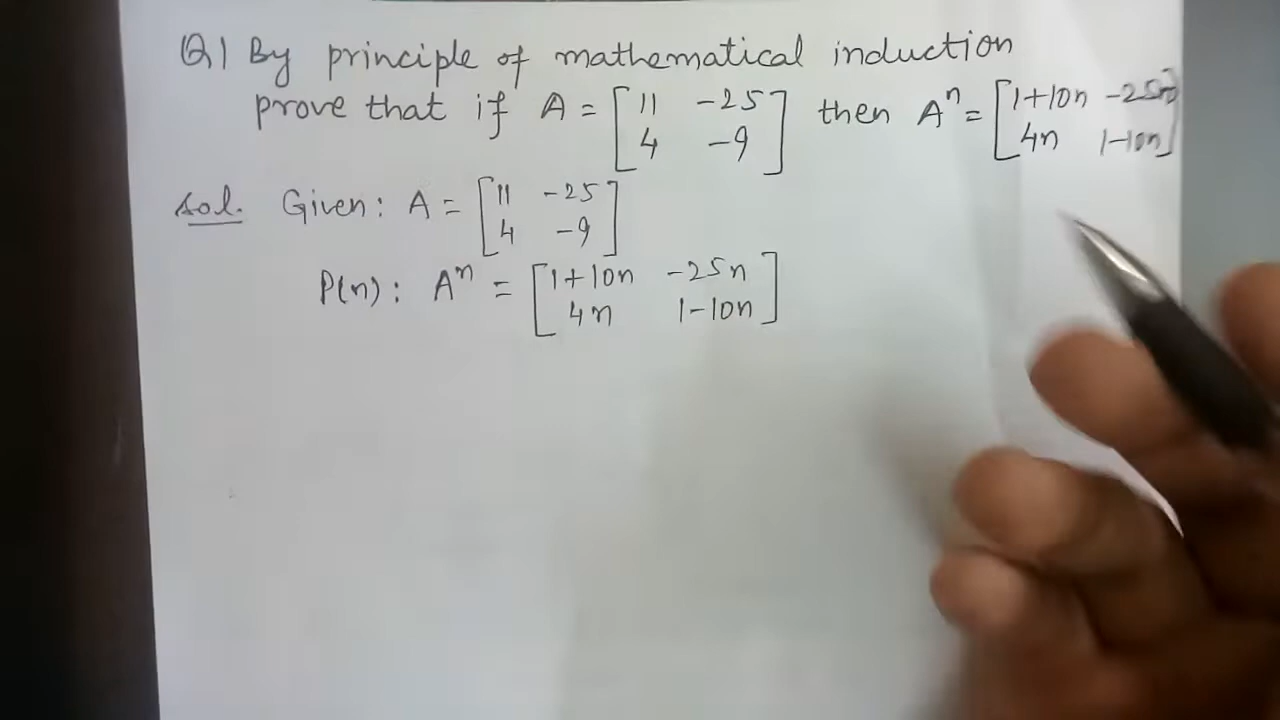 Q1 By principle of mathematical induction
prove that if A = [11 -25 4 -9] then Aⁿ = [1+10n -25n 4n 1-10n]
Sol. Given: A = [11 -25 4 -9]
P(n): Aⁿ = [1+10n -25n 4n 1-10n]